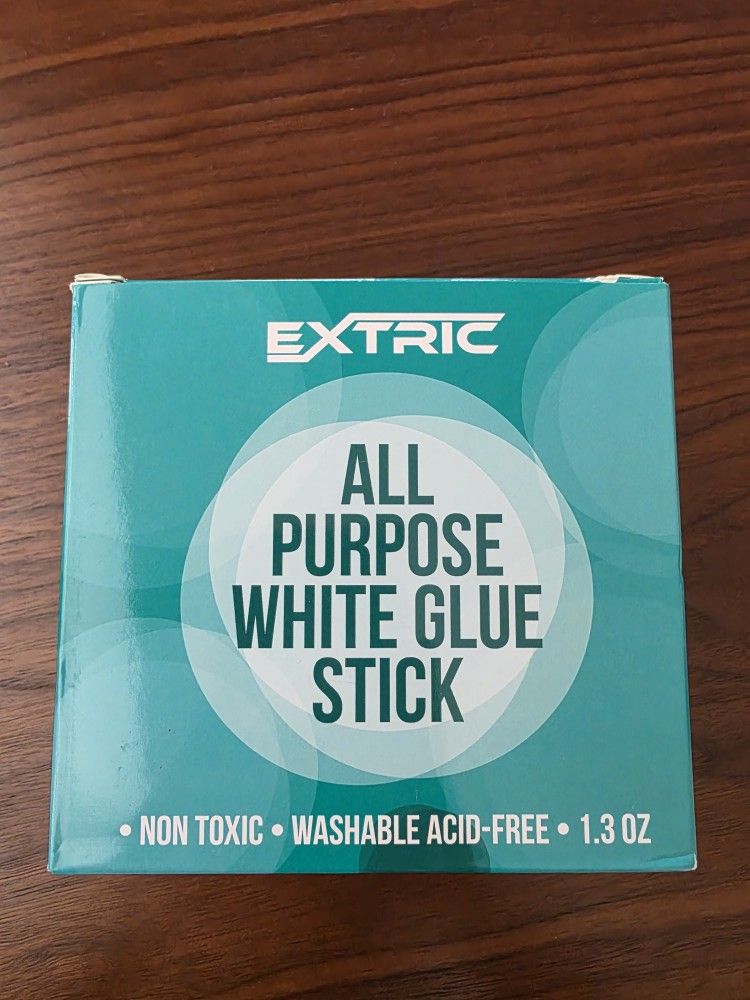 EXTRIC
ALL
PURPOSE
WHITE GLUE
STICK
• NON TOXIC • WASHABLE ACID-FREE • 1.3 OZ